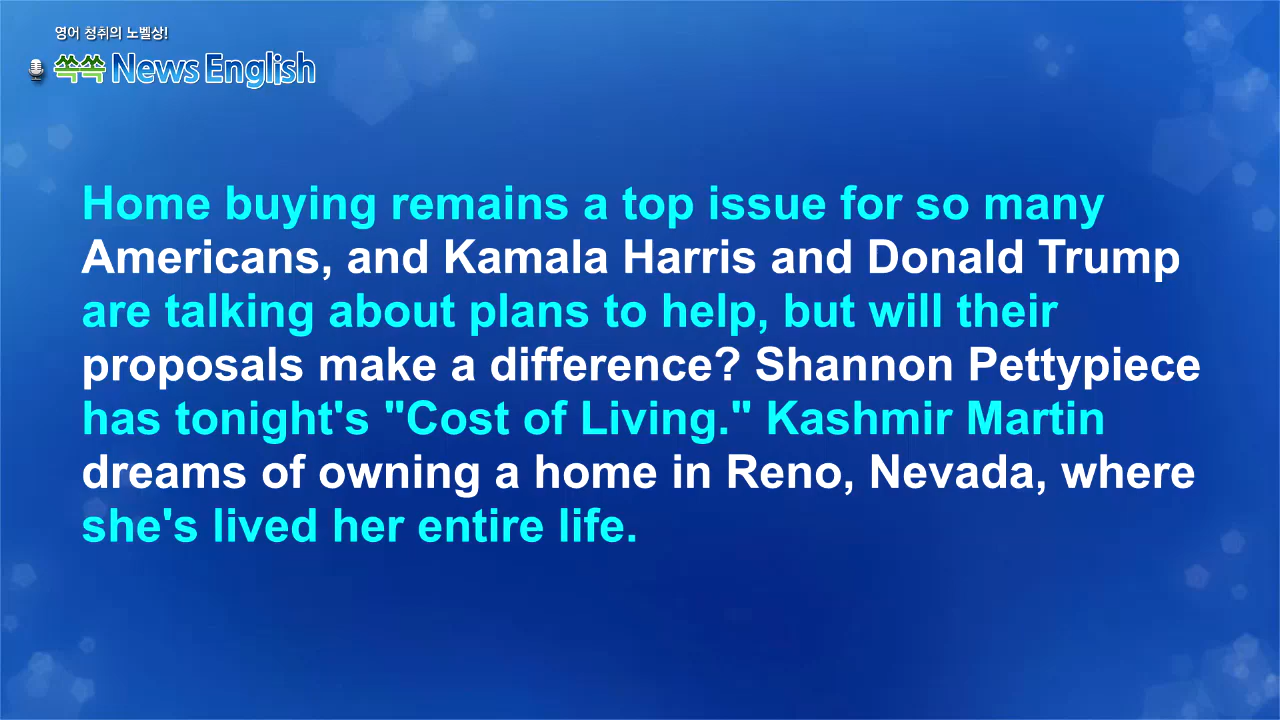 영어 청취의 노벨상!
쏙쏙 News English
Home buying remains a top issue for so many
Americans, and Kamala Harris and Donald Trump
are talking about plans to help, but will their
proposals make a difference? Shannon Pettypiece
has tonight's "Cost of Living." Kashmir Martin
dreams of owning a home in Reno, Nevada, where
she's lived her entire life.